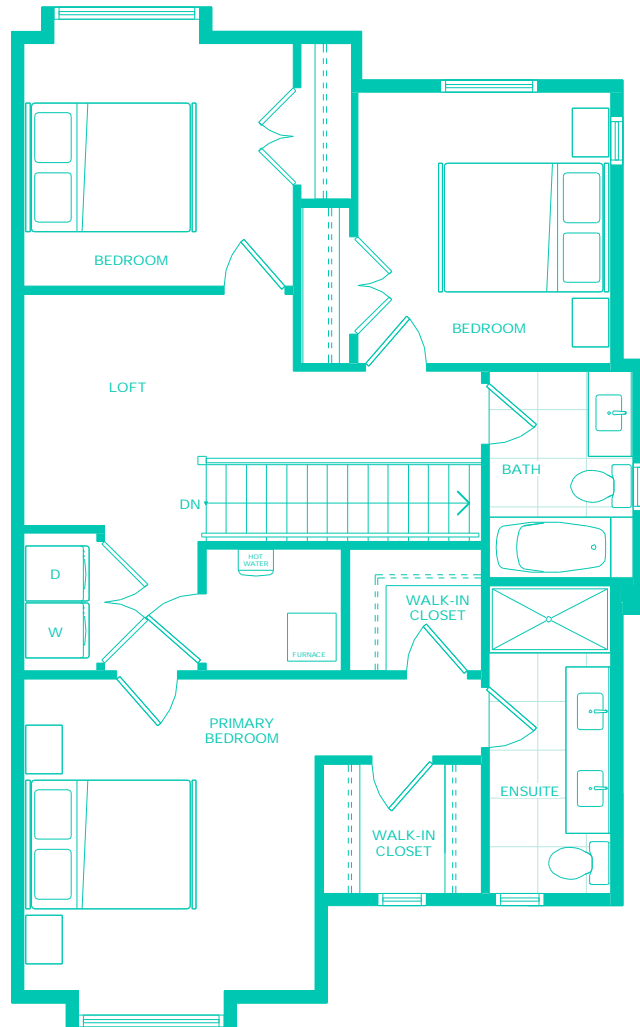 BEDROOM
BEDROOM
LOFT
BATH
DN
HOT
WATER
D
W
FURNACE
WALK-IN
CLOSET
PRIMARY
BEDROOM
ENSUITE
WALK-IN
CLOSET